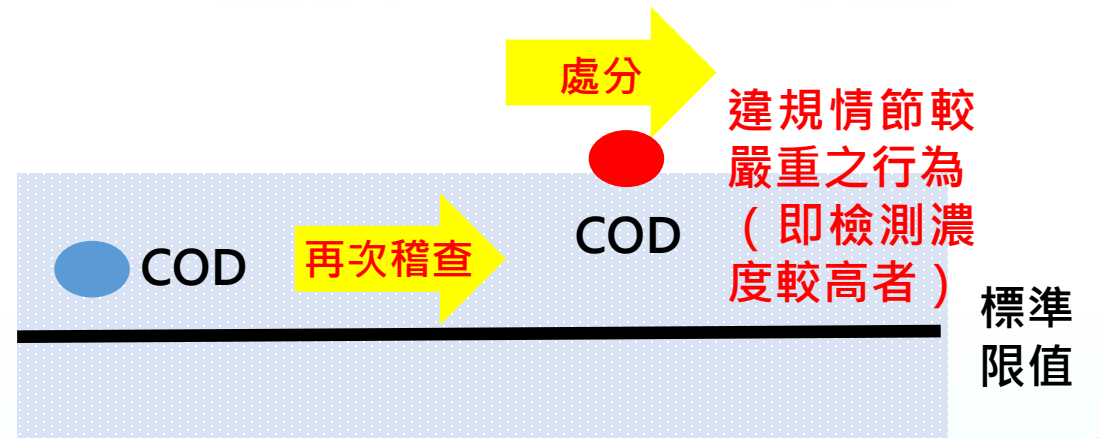 處分
違規情節較
嚴重之行為
（即檢測濃
度較高者）
COD
再次稽查
COD
標準
限值